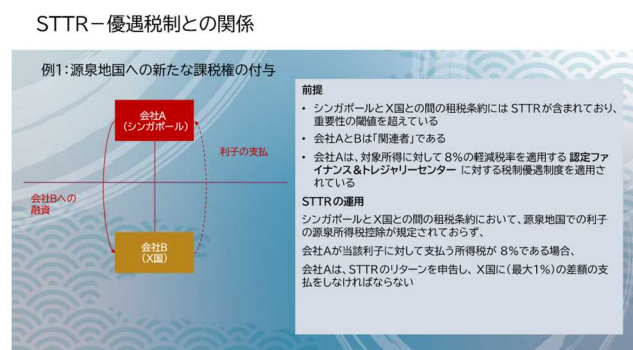 STTR－優遇税制との関係
例1：源泉地国への新たな課税権の付与
会社A
（シンガポール）
利子の支払
会社Bへの
融資
会社B
（X国）
前提
• シンガポールとX国との間の租税条約には STTRが含まれており、
重要性の閾値を超えている
• 会社AとBは「関連者」である
• 会社Aは、対象所得に対して 8%の軽減税率を適用する 認定ファ
イナンス&トレジャリーセンター に対する税制優遇制度を適用さ
れている
STTRの運用
シンガポールとX国との間の租税条約において、源泉地国での利子
の源泉所得税控除が規定されておらず、
会社Aが当該利子に対して支払う所得税が 8%である場合、
会社Aは、STTRのリターンを申告し、X国に（最大1%）の差額の支
払をしなければならない